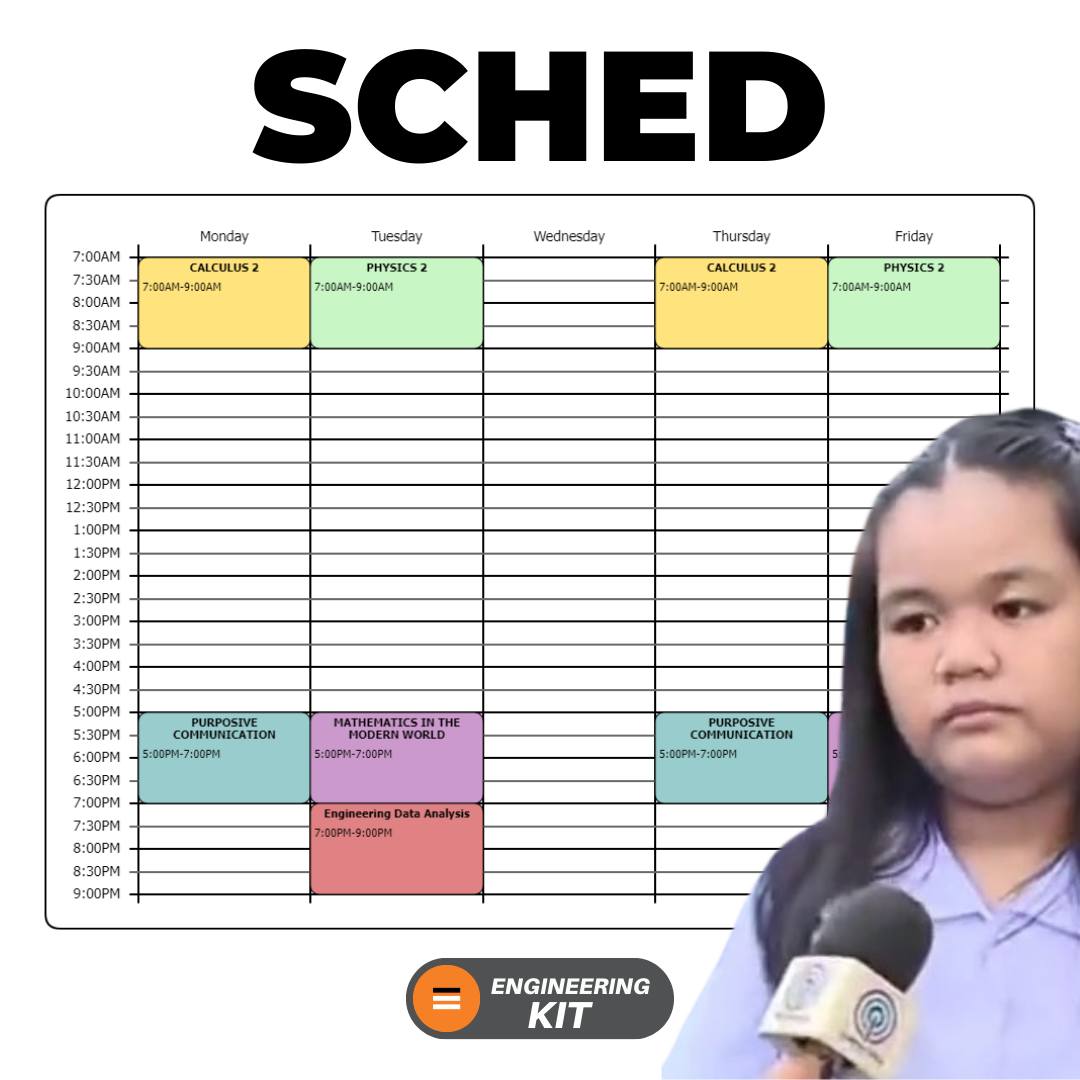 SCHED
Monday Tuesday Wednesday Thursday Friday
7:00AM
CALCULUS 2 PHYSICS 2 CALCULUS 2 PHYSICS 2
7:30AM 7:00AM-9:00AM 7:00AM-9:00AM 7:00AM-9:00AM 7:00AM-9:00AM
8:00AM
8:30AM
9:00AM
9:30AM
10:00AM
10:30AM
11:00AM
11:30AM
12:00PM
12:30PM
1:00PM
1:30PM
2:00PM
2:30PM
3:00PM
3:30PM
4:00PM
4:30PM
5:00PM
PURPOSIVE MATHEMATICS IN THE PURPOSIVE
5:30PM COMMUNICATION MODERN WORLD COMMUNICATION
6:00PM 5:00PM-7:00PM 5:00PM-7:00PM 5:00PM-7:00PM 5:
6:30PM
7:00PM
Engineering Data Analysis
7:30PM 7:00PM-9:00PM
8:00PM
8:30PM
9:00PM
ENGINEERING
KIT